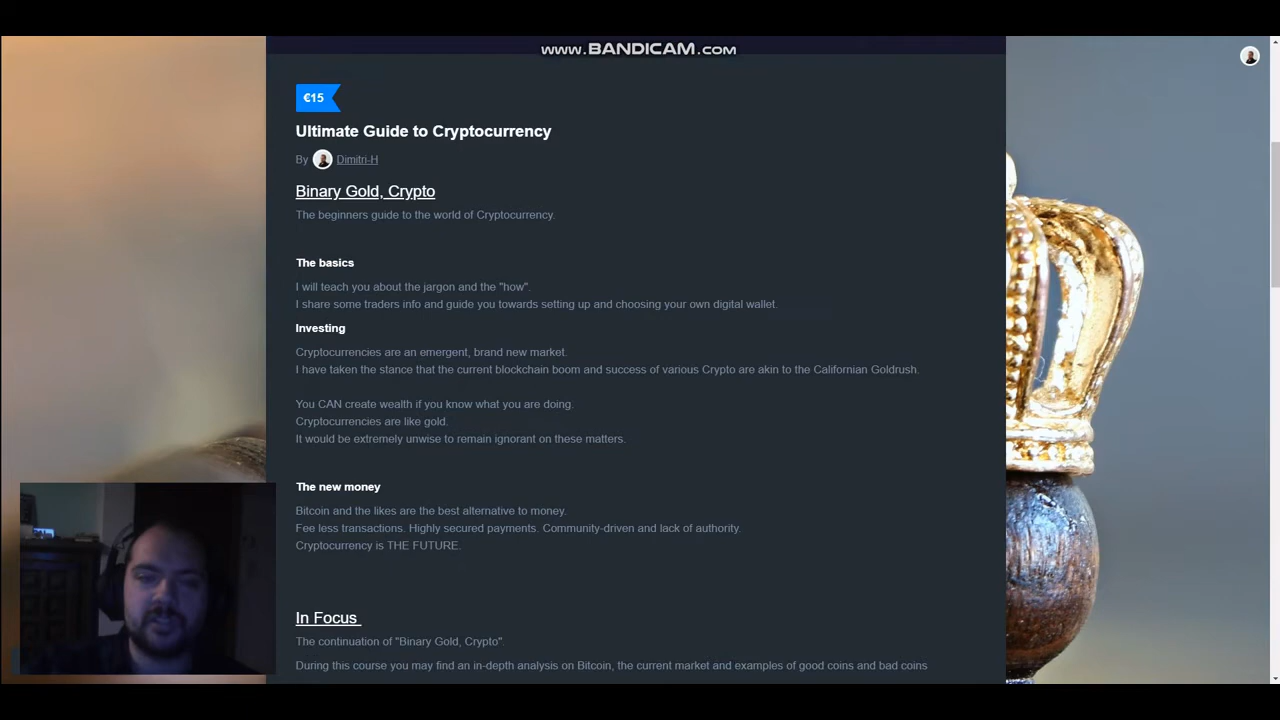 www.BANDICAM.com
€15
Ultimate Guide to Cryptocurrency
By Dimitri-H
Binary Gold, Crypto
The beginners guide to the world of Cryptocurrency.
The basics
I will teach you about the jargon and the "how".
I share some traders info and guide you towards setting up and choosing your own digital wallet.
Investing
Cryptocurrencies are an emergent, brand new market.
I have taken the stance that the current blockchain boom and success of various Crypto are akin to the Californian Goldrush.
You CAN create wealth if you know what you are doing.
Cryptocurrencies are like gold.
It would be extremely unwise to remain ignorant on these matters.
The new money
Bitcoin and the likes are the best alternative to money.
Fee less transactions. Highly secured payments. Community-driven and lack of authority.
Cryptocurrency is THE FUTURE.
In Focus
The continuation of "Binary Gold, Crypto"
During this course you may find an in-depth analysis on Bitcoin, the current market and examples of good coins and bad coins